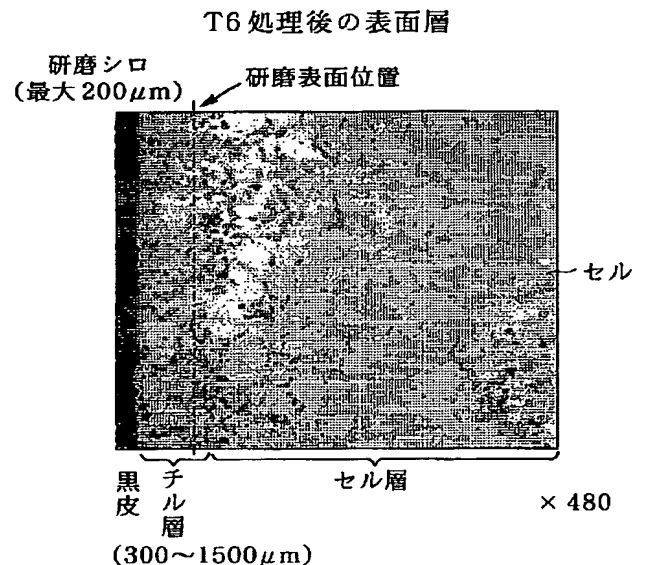 T6処理後の表面層
研磨シロ
(最大200μm)
研磨表面位置
セル
黒皮
チル層
セル層
×480
(300〜1500μm)